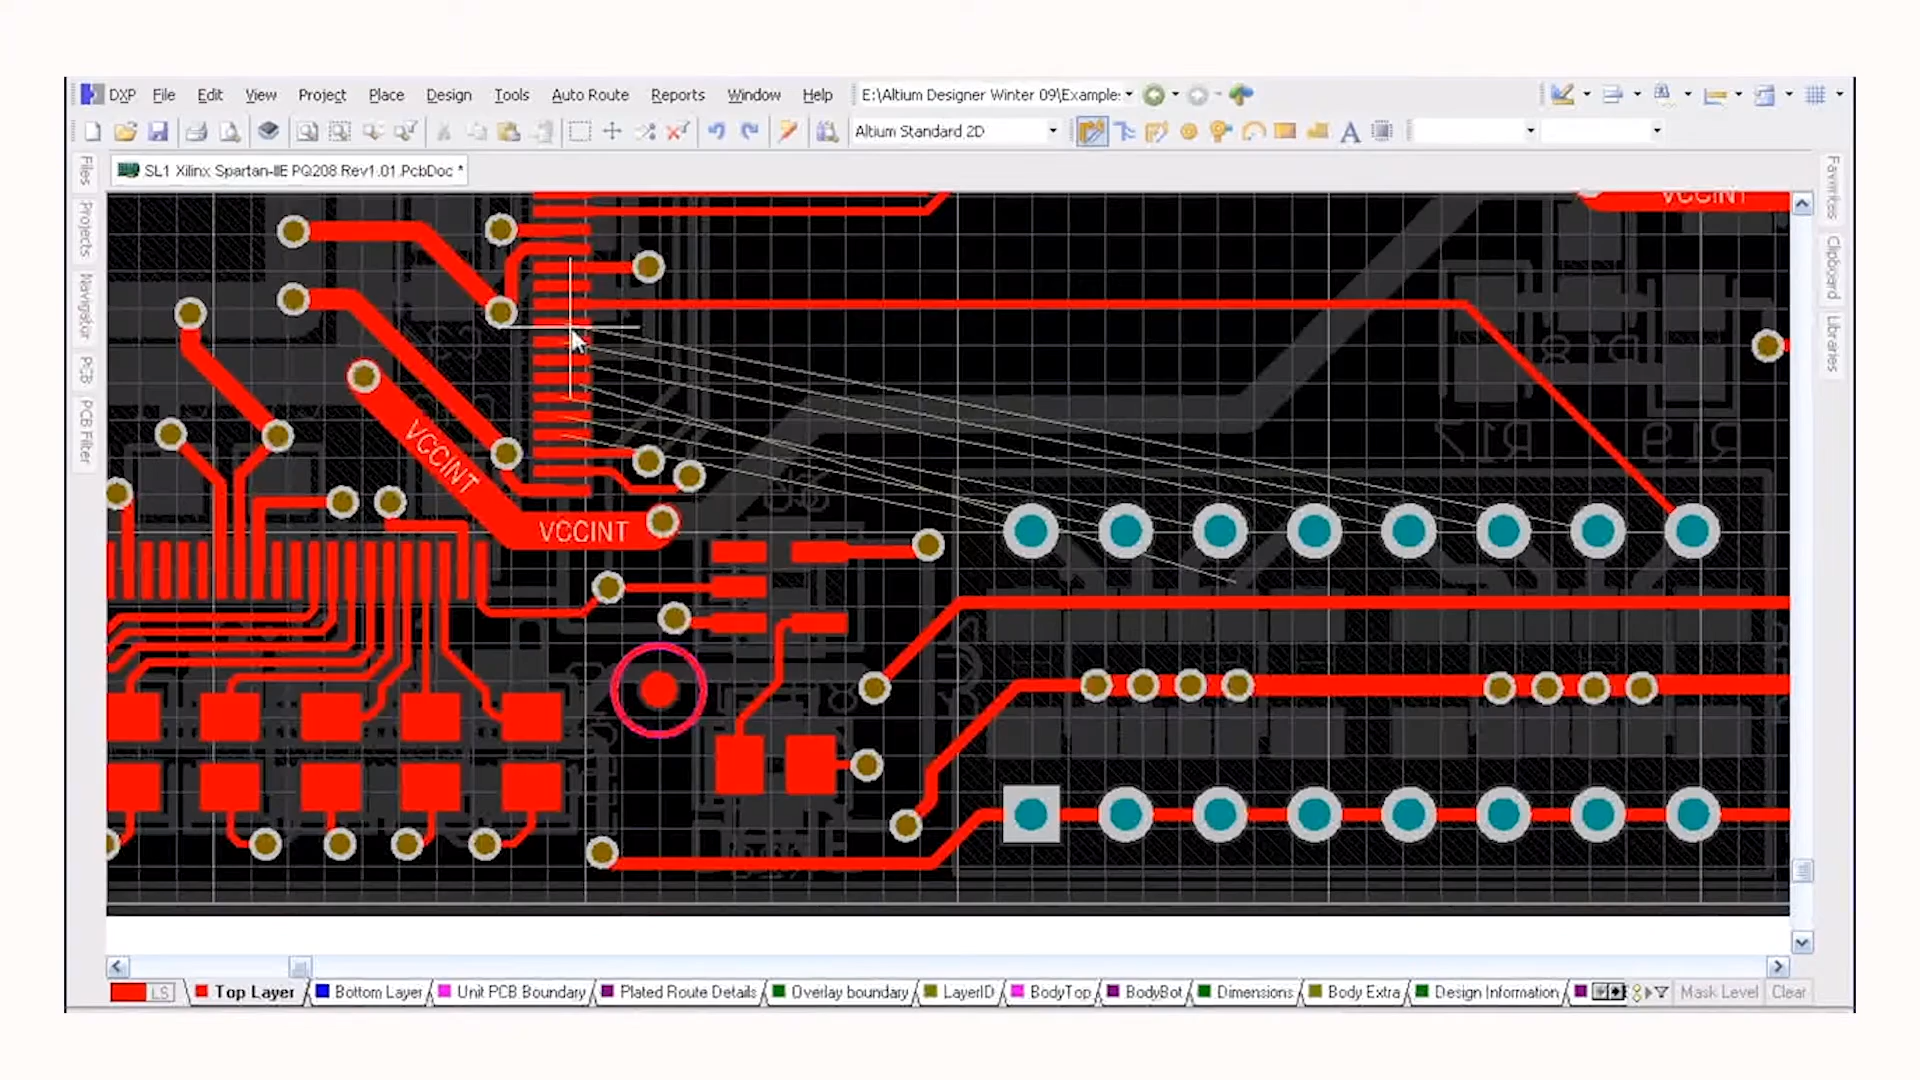 DXP File Edit View Project Place Design Tools Auto Route Reports Window Help E:\Altium Designer Winter 09\Example:
Altium Standard 2D
A
SL1 Xilinx Spartan-IIE PQ208 Rev1.01.PcbDoc *
Files
Projects
Navigator
PCB
PCB Filter
Favorites
Clipboard
Libraries
VCCINT
VCCINT
VCCINT
R17
R19
LS Top Layer Bottom Layer Unit PCB Boundary Plated Route Details Overlay boundary LayerID BodyTop BodyBot Dimensions Body Extra Design Information Mask Level Clear